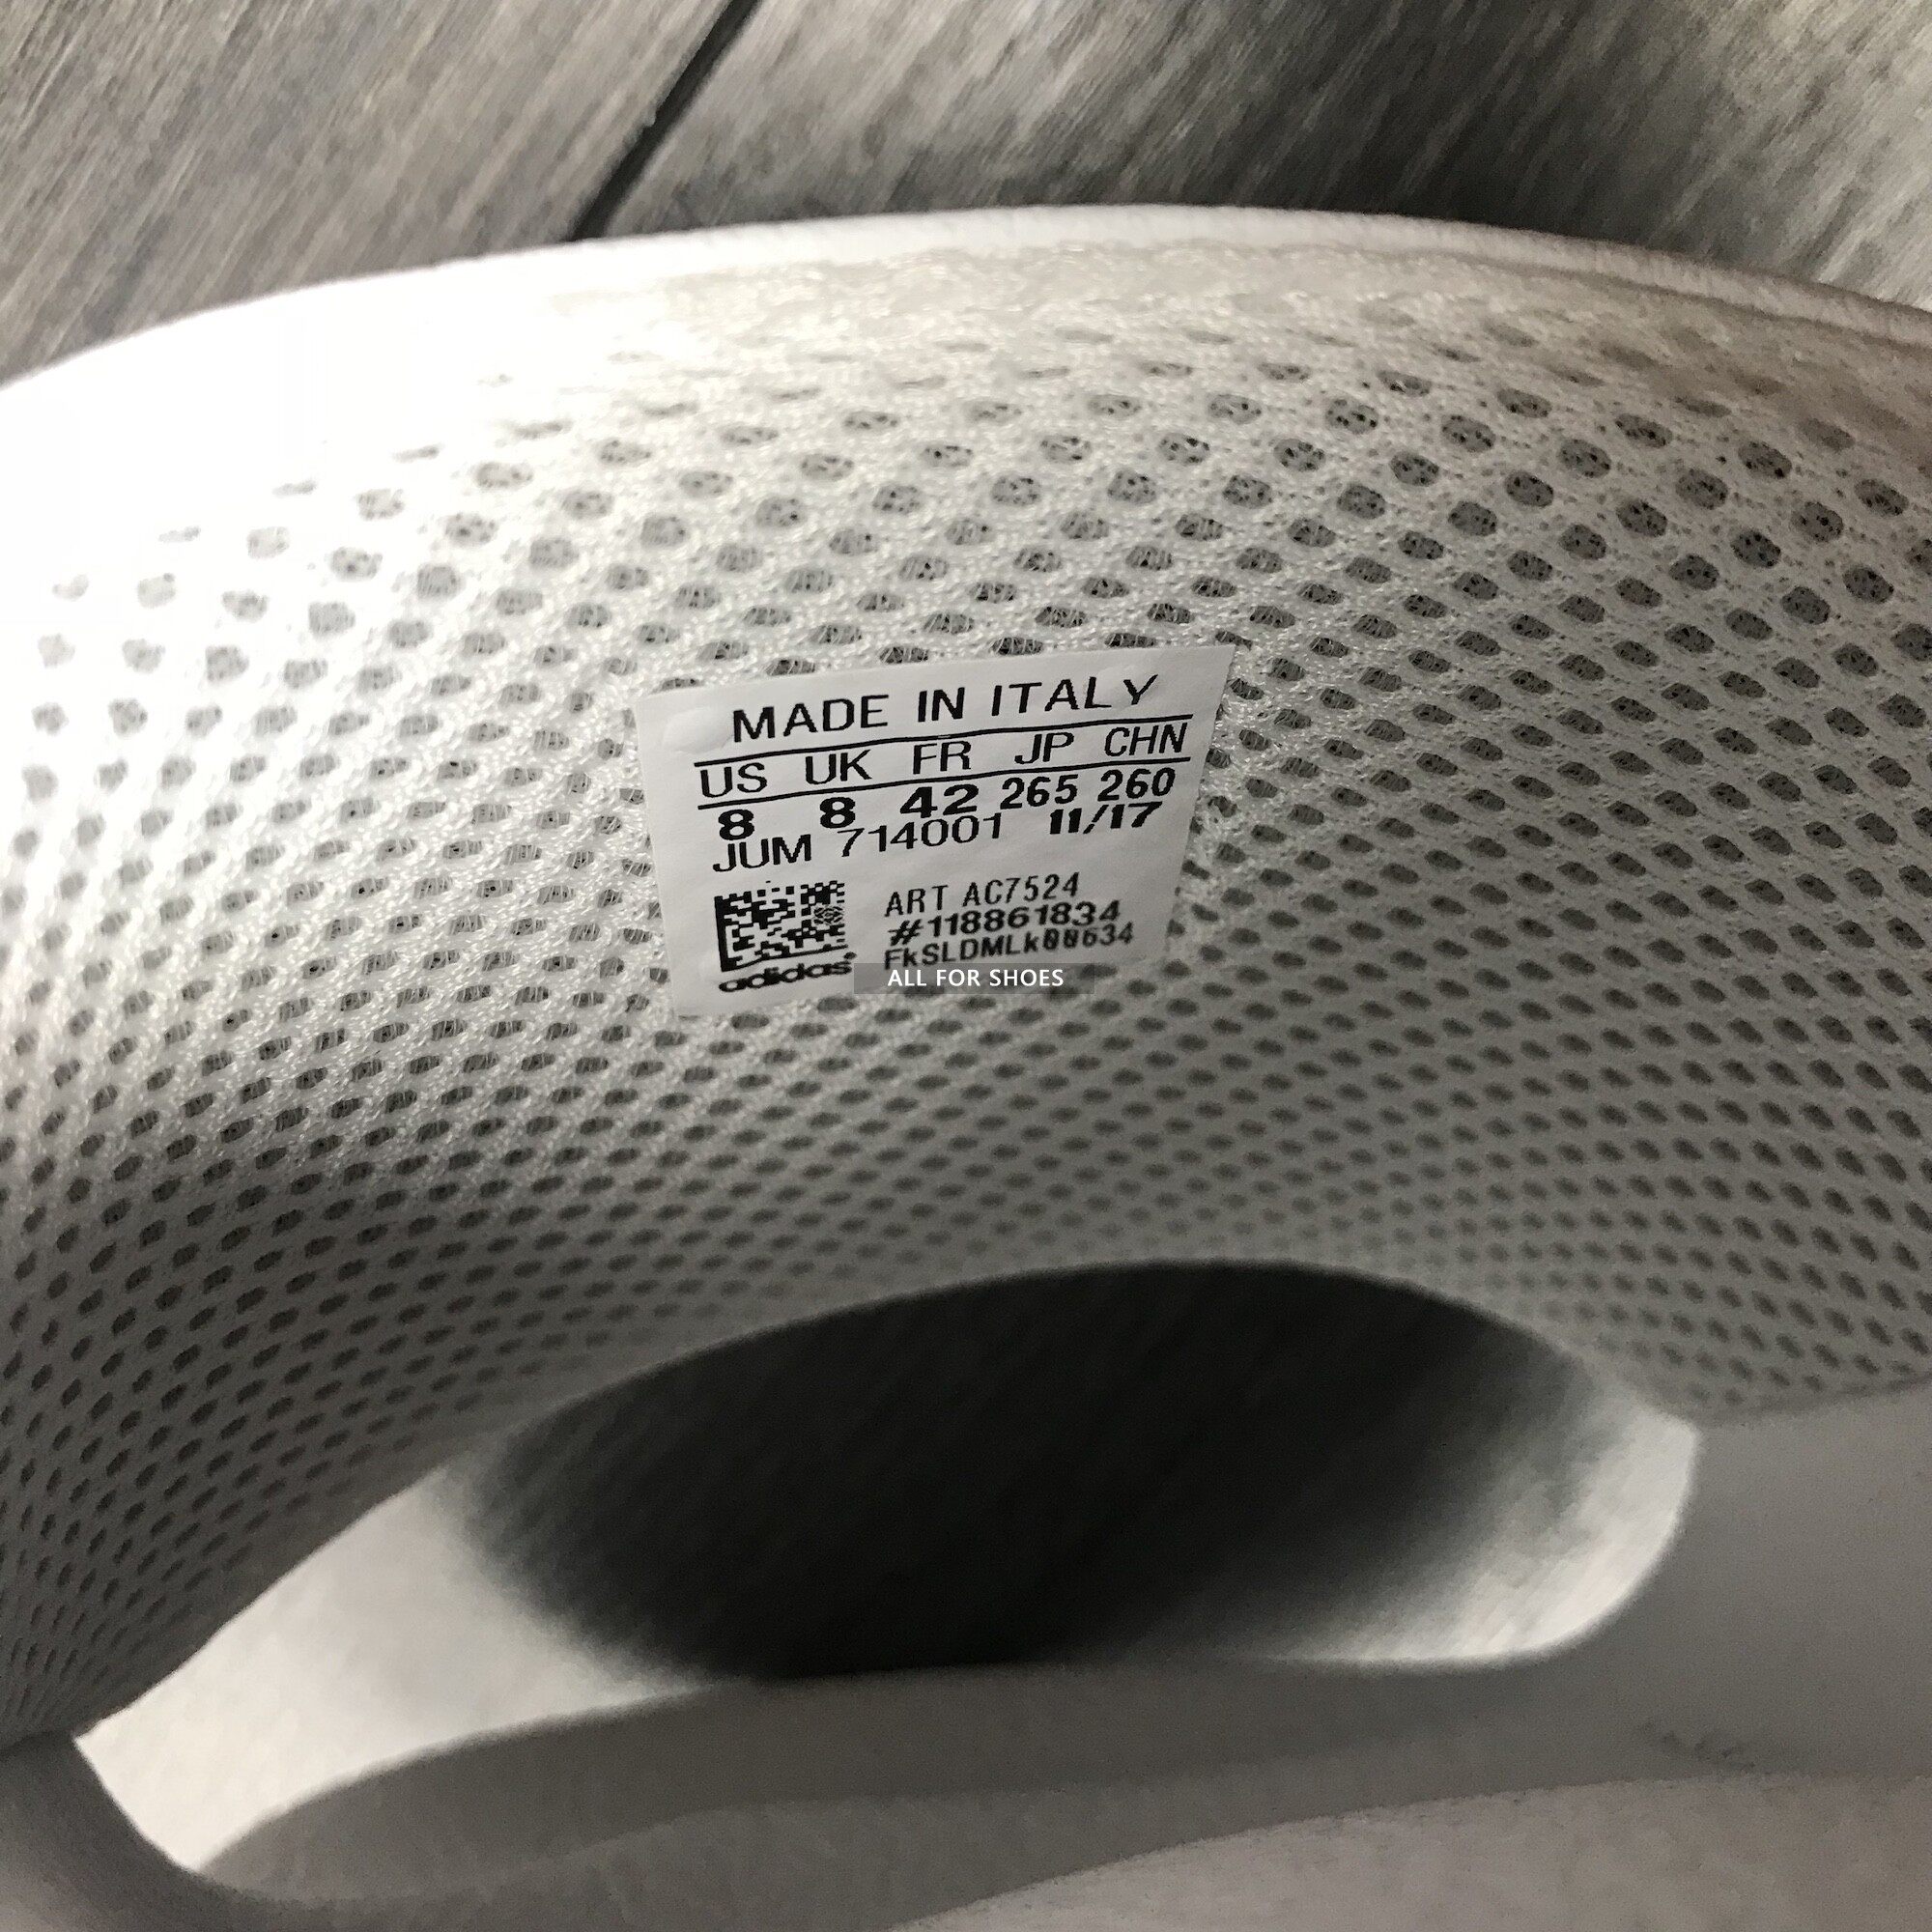 MADE IN ITALY
US UK FR JP CHN
8 8 42 265 260
JUM 714001 11/17
ART AC7524
#118861834
FkSLDMLk00634
adidas
ALL FOR SHOES